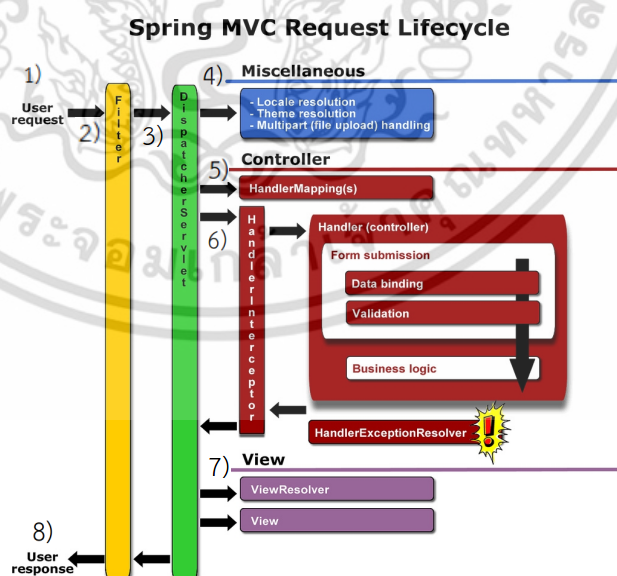 Spring MVC Request Lifecycle
1)
4)
Miscellaneous
User
request
2)
Filter
3)
DispatcherServlet
- Locale resolution
- Theme resolution
- Multipart (file upload) handling
5)
Controller
HandlerMapping(s)
6)
HandlerInterceptor
Handler (controller)
Form submission
Data binding
Validation
Business logic
HandlerExceptionResolver
!
7)
View
ViewResolver
View
8)
User
response